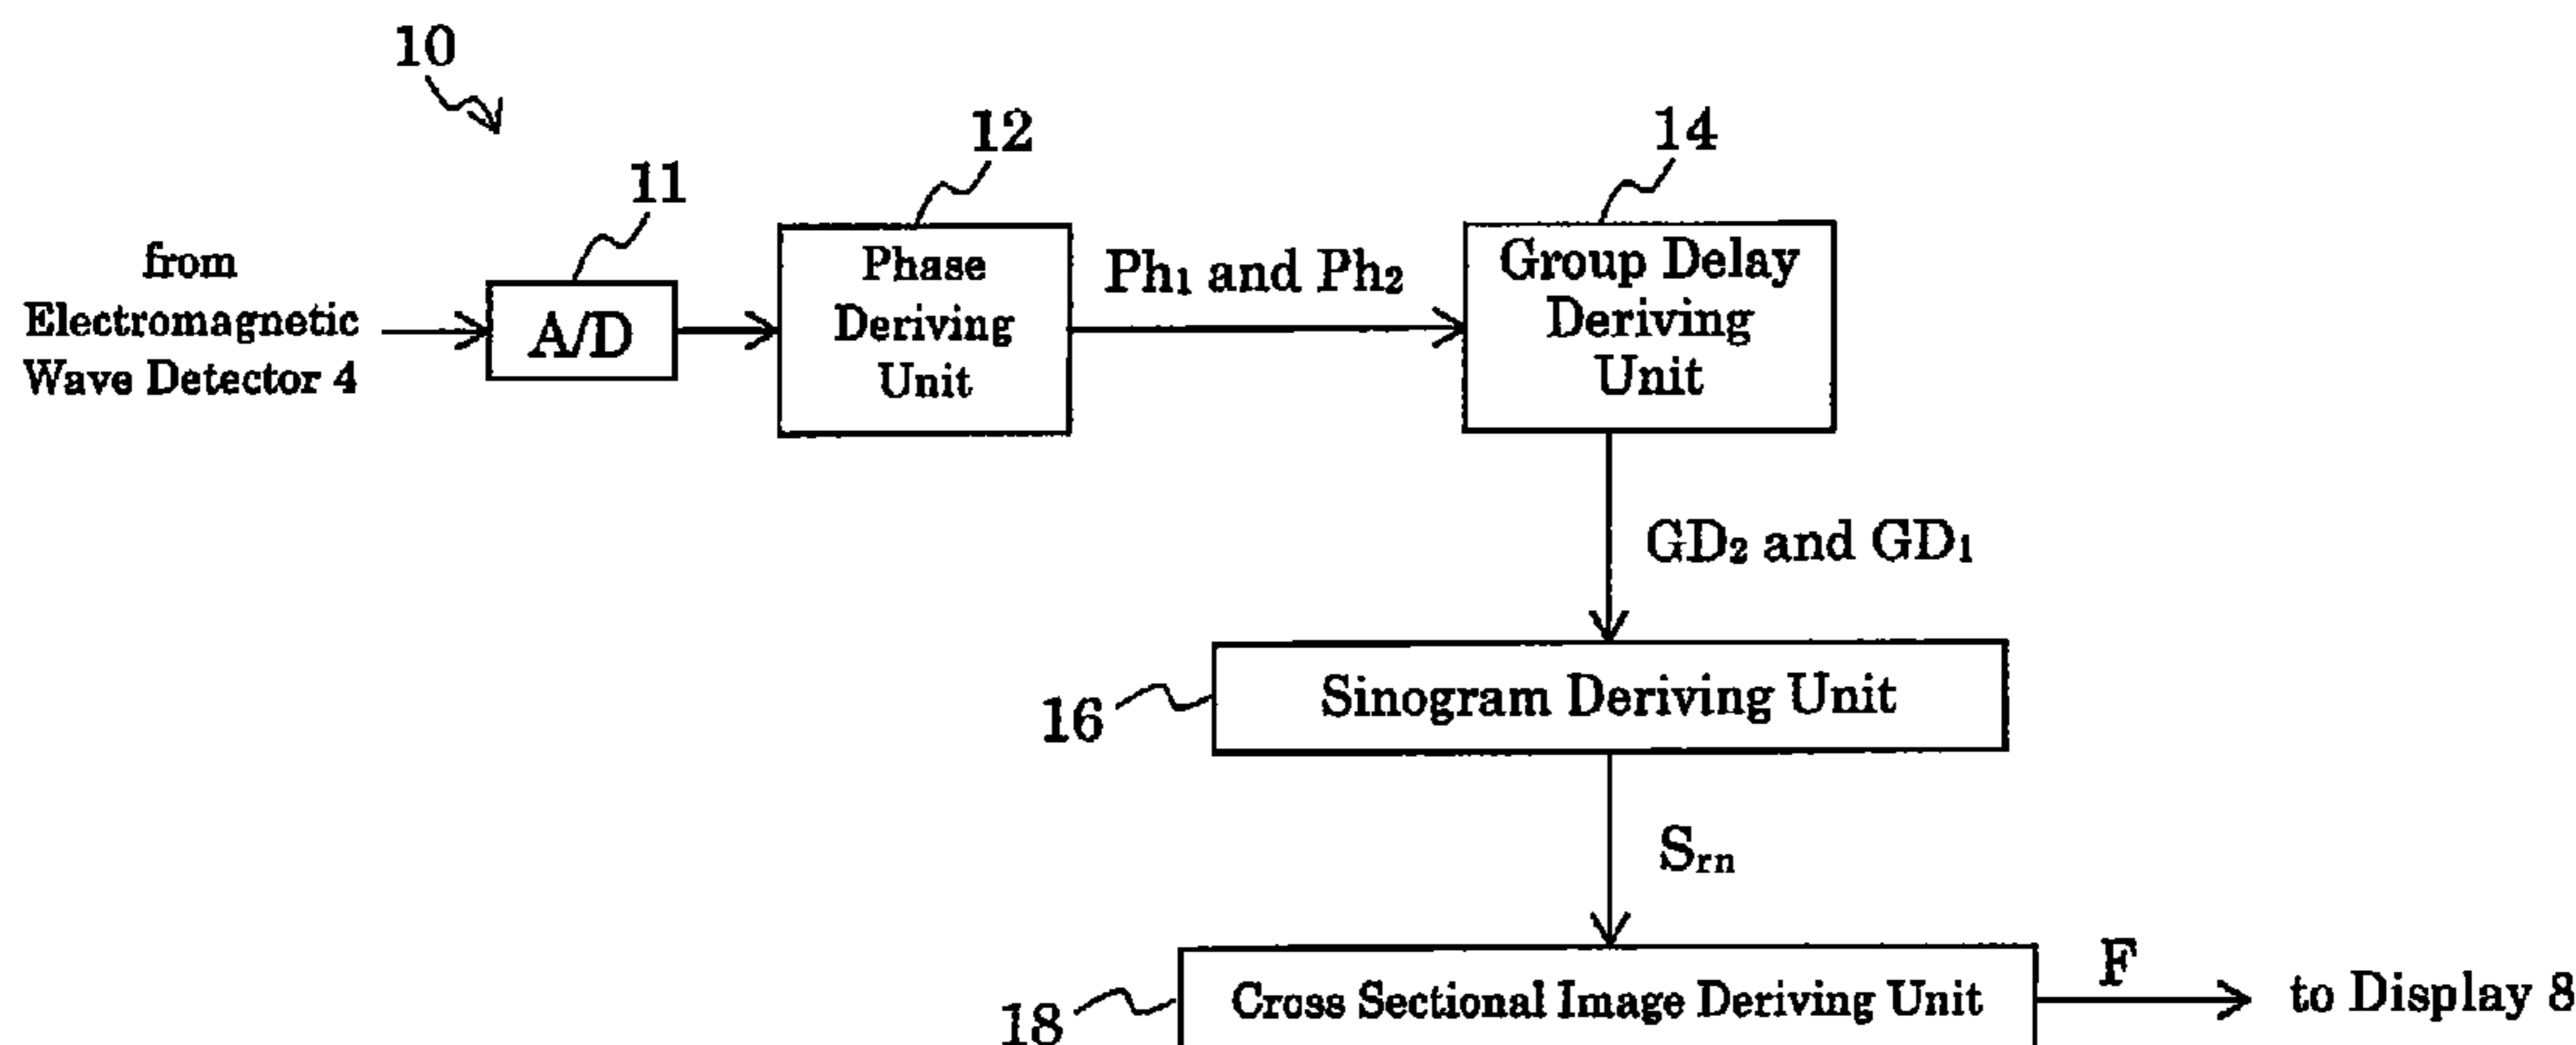 10
11
12
14
from
Electromagnetic
Wave Detector 4
A/D
Phase
Deriving
Unit
Ph₁ and Ph₂
Group Delay
Deriving
Unit
GD₂ and GD₁
16
Sinogram Deriving Unit
Sᵣₙ
18
Cross Sectional Image Deriving Unit
F
to Display 8